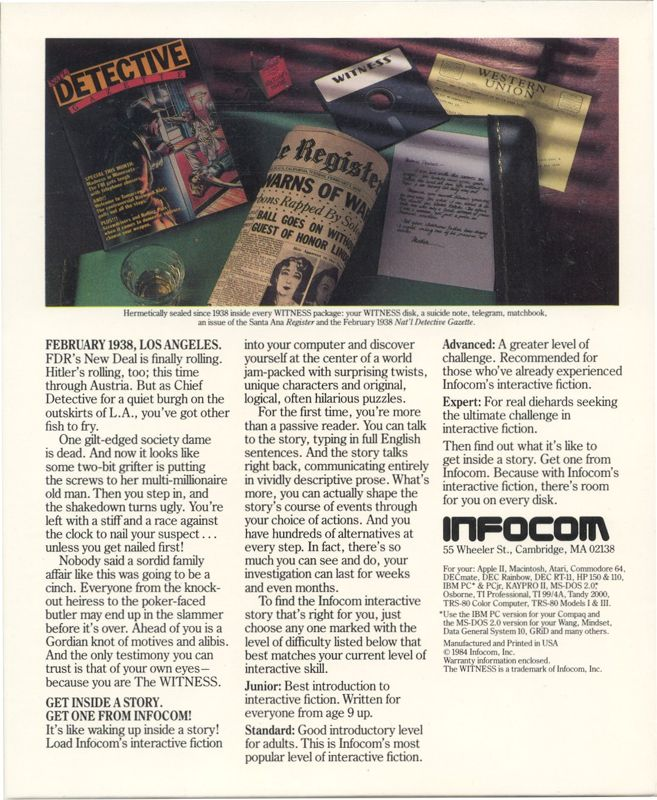 DETECTIVE
GAZETTE
SPECIAL THIS MONTH:
AND!!
PLUS!!!
WITNESS
WESTERN
UNION
e Register
WARNS OF WA
Rapped By
BALL GOES ON WITH
GUEST OF HONOR
Hermetically sealed since 1938 inside every WITNESS package: your WITNESS disk, a suicide note, telegram, matchbook,
an issue of the Santa Ana Register and the February 1938 Nat'l Detective Gazette.
FEBRUARY 1938, LOS ANGELES.
FDR's New Deal is finally rolling.
Hitler's rolling, too; this time
through Austria. But as Chief
Detective for a quiet burgh on the
outskirts of L.A., you've got other
fish to fry.
One gilt-edged society dame
is dead. And now it looks like
some two-bit grifter is putting
the screws to her multi-millionaire
old man. Then you step in, and
the shakedown turns ugly. You're
left with a stiff and a race against
the clock to nail your suspect . . .
unless you get nailed first!
Nobody said a sordid family
affair like this was going to be a
cinch. Everyone from the knock-
out heiress to the poker-faced
butler may end up in the slammer
before it's over. Ahead of you is a
Gordian knot of motives and alibis.
And the only testimony you can
trust is that of your own eyes—
because you are The WITNESS.
GET INSIDE A STORY.
GET ONE FROM INFOCOM!
It's like waking up inside a story!
Load Infocom's interactive fiction
into your computer and discover
yourself at the center of a world
jam-packed with surprising twists,
unique characters and original,
logical, often hilarious puzzles.
For the first time, you're more
than a passive reader. You can talk
to the story, typing in full English
sentences. And the story talks
right back, communicating entirely
in vividly descriptive prose. What's
more, you can actually shape the
story's course of events through
your choice of actions. And you
have hundreds of alternatives at
every step. In fact, there's so
much you can see and do, your
investigation can last for weeks
and even months.
To find the Infocom interactive
story that's right for you, just
choose any one marked with the
level of difficulty listed below that
best matches your current level of
interactive skill.
Junior: Best introduction to
interactive fiction. Written for
everyone from age 9 up.
Standard: Good introductory level
for adults. This is Infocom's most
popular level of interactive fiction.
Advanced: A greater level of
challenge. Recommended for
those who've already experienced
Infocom's interactive fiction.
Expert: For real diehards seeking
the ultimate challenge in
interactive fiction.
Then find out what it's like to
get inside a story. Get one from
Infocom. Because with Infocom's
interactive fiction, there's room
for you on every disk.
INFOCOM
55 Wheeler St., Cambridge, MA 02138
For your: Apple II, Macintosh, Atari, Commodore 64,
DECmate, DEC Rainbow, DEC RT-11, HP 150 & 110,
IBM PC* & PCjr, KAYPRO II, MS-DOS 2.0*,
Osborne, TI Professional, TI 99/4A, Tandy 2000,
TRS-80 Color Computer, TRS-80 Models I & III.
*Use the IBM PC version for your Compaq and
the MS-DOS 2.0 version for your Wang, Mindset,
Data General System 10, GRiD and many others.
Manufactured and Printed in USA
© 1984 Infocom, Inc.
Warranty information enclosed.
The WITNESS is a trademark of Infocom, Inc.